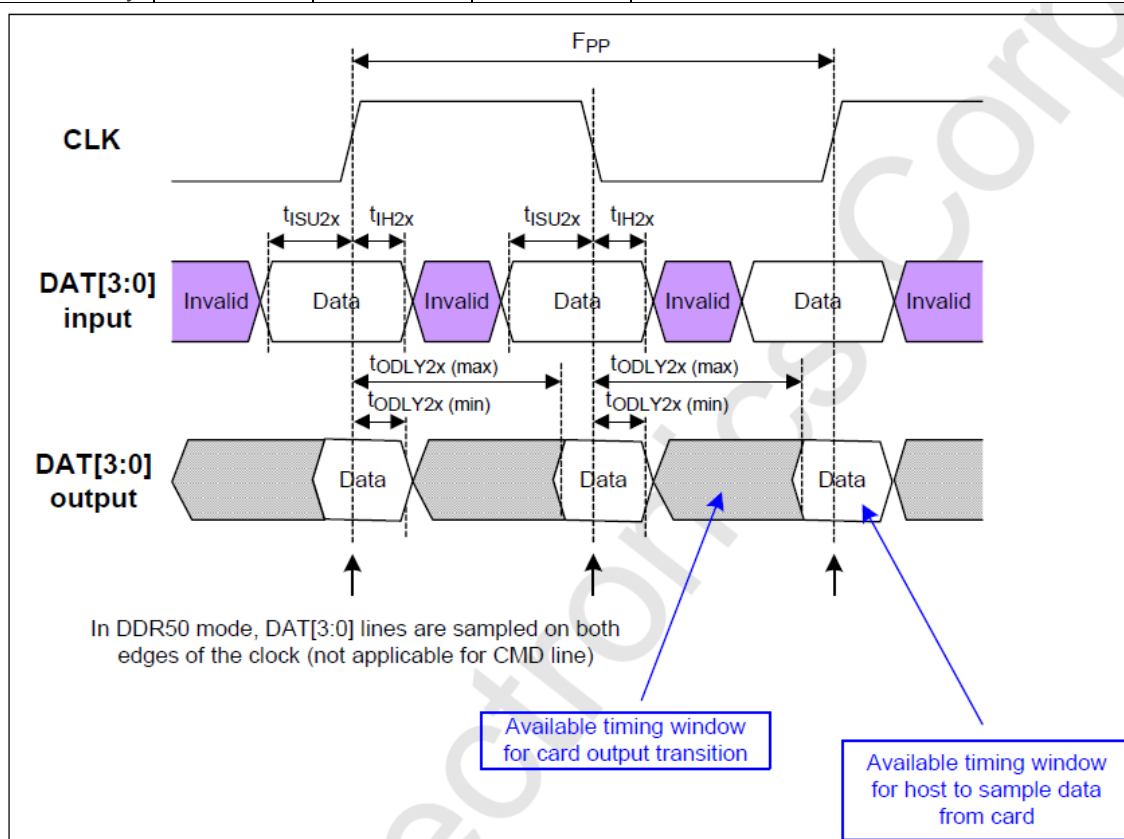 FPP
CLK
tISU2x tIH2x tISU2x tIH2x
DAT[3:0]
input
Invalid Data Invalid Data Invalid Data Invalid
tODLY2x (max) tODLY2x (max)
tODLY2x (min) tODLY2x (min)
DAT[3:0]
output
Data Data Data
In DDR50 mode, DAT[3:0] lines are sampled on both
edges of the clock (not applicable for CMD line)
Available timing window
for card output transition
Available timing window
for host to sample data
from card